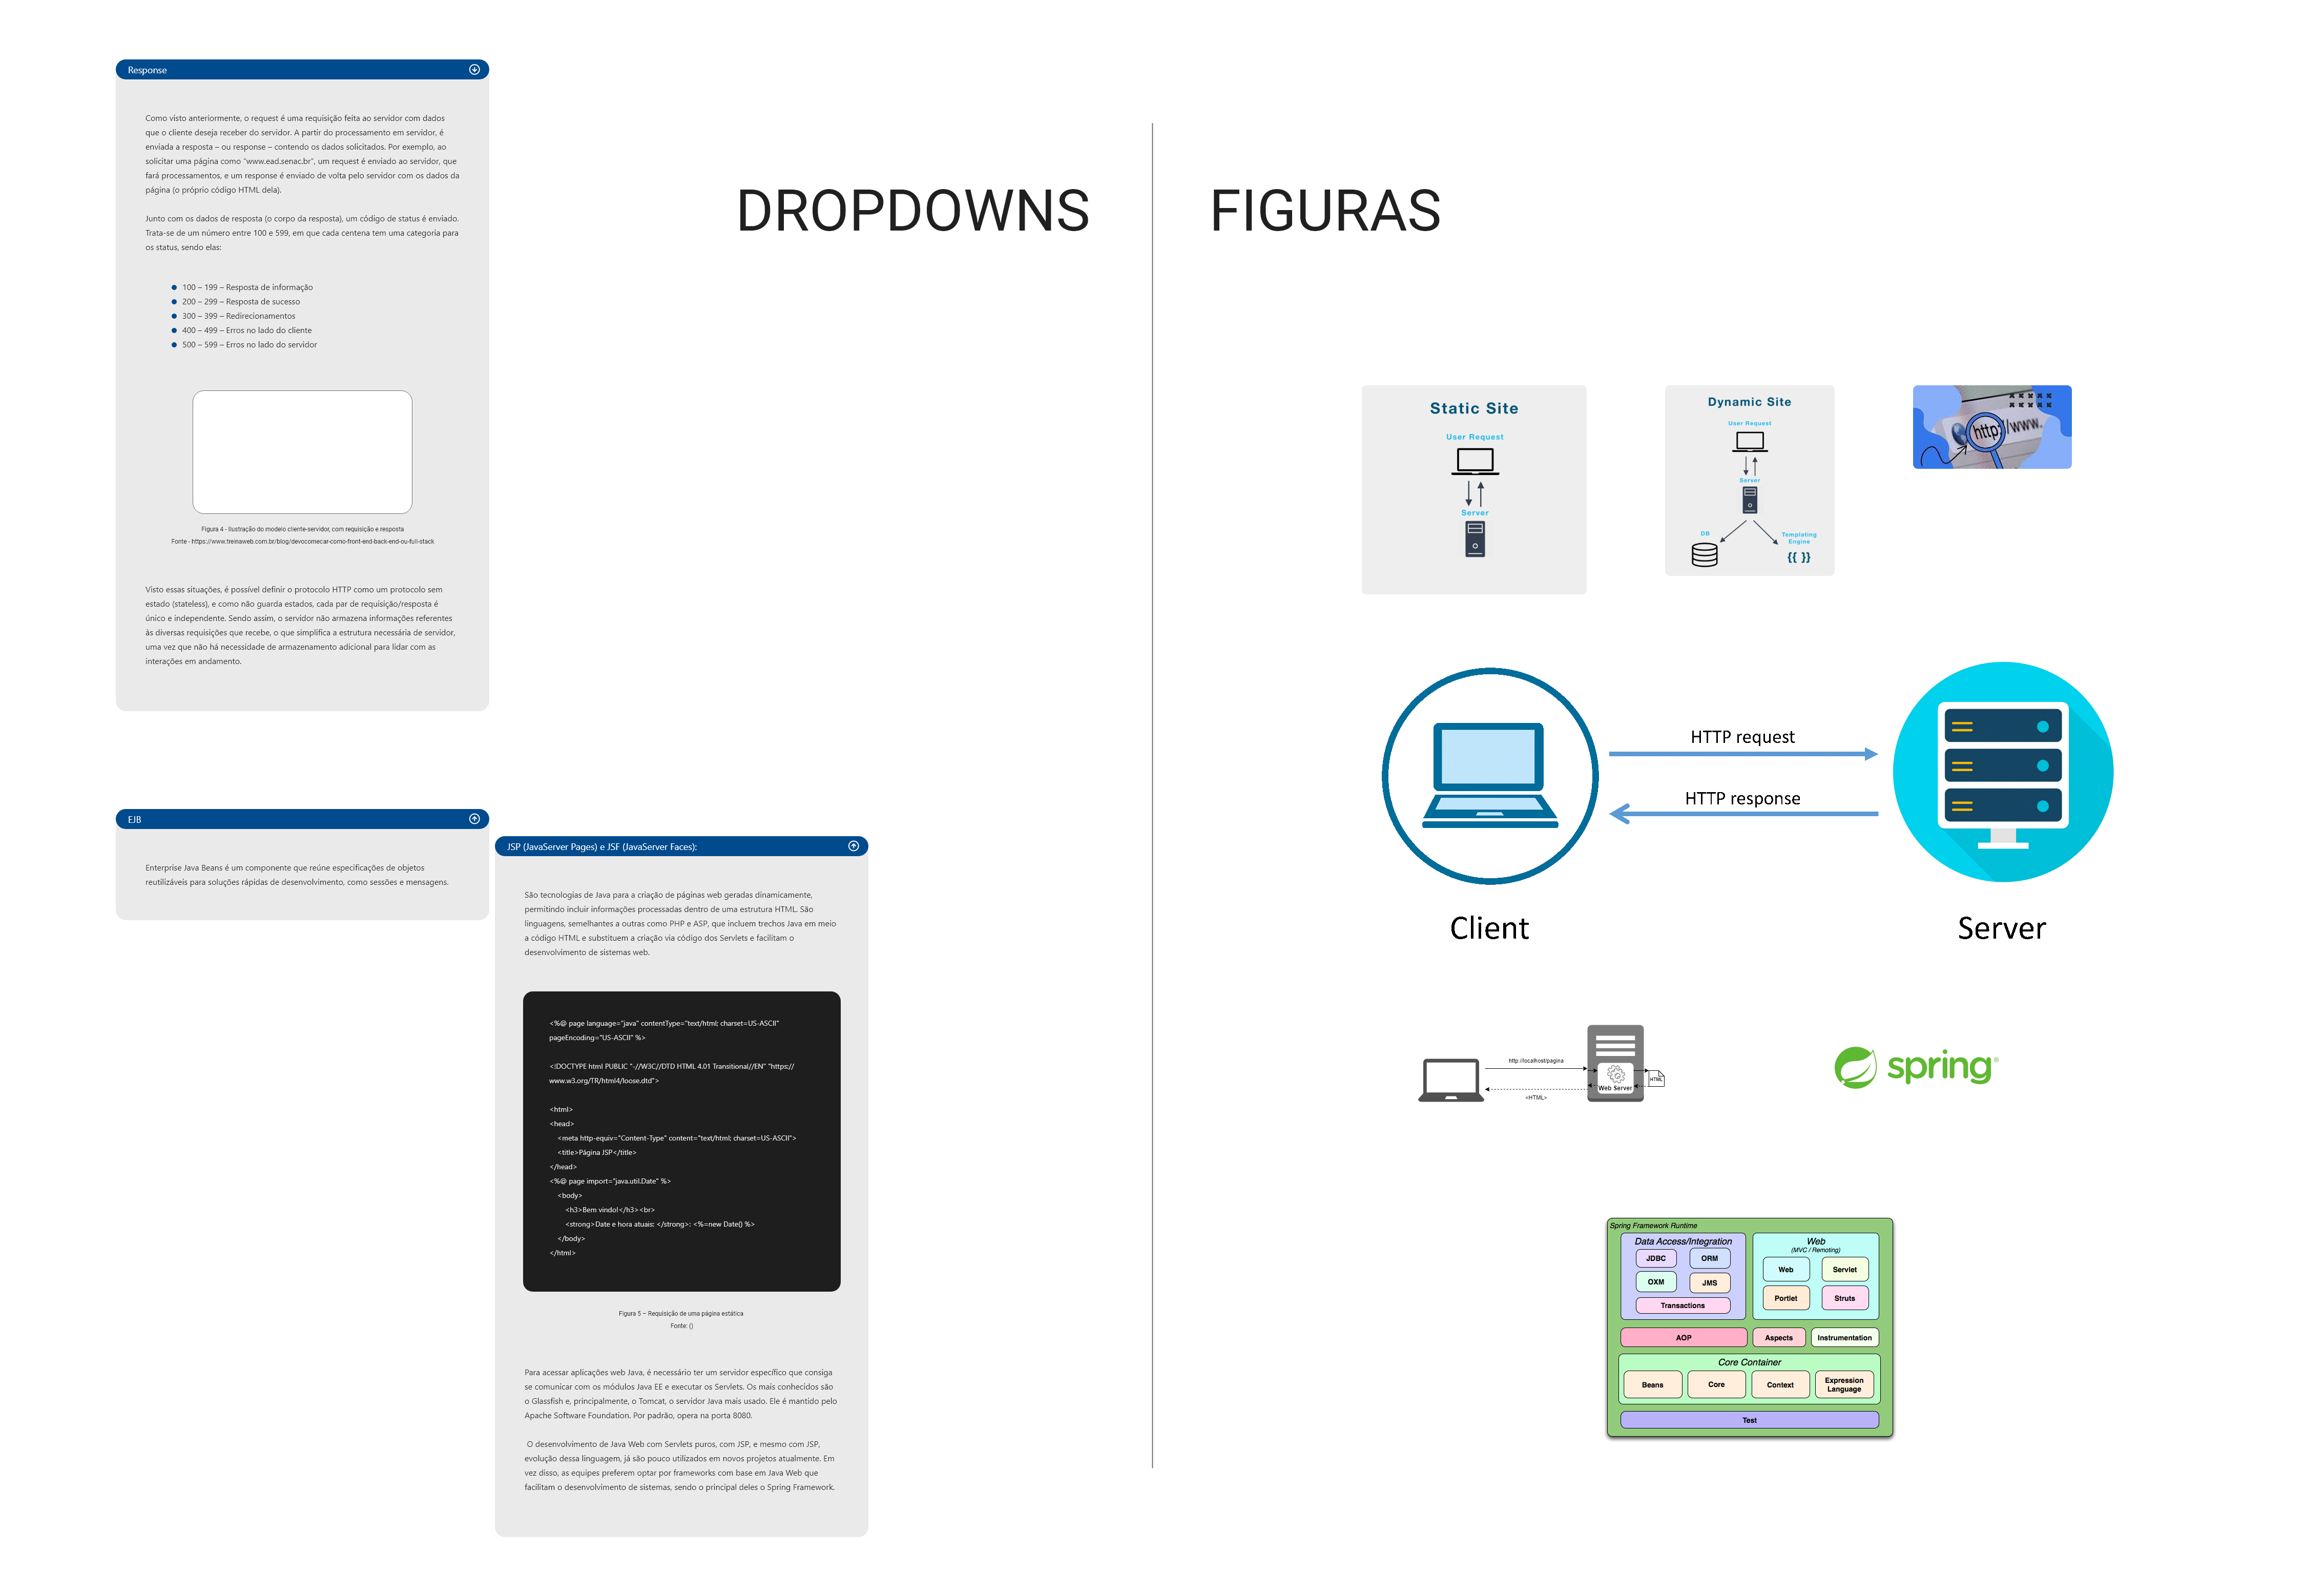 Response
Como visto anteriormente, o request é uma requisição feita ao servidor com dados
que o cliente deseja receber do servidor. A partir do processamento em servidor, é
enviada a resposta – ou response – contendo os dados solicitados. Por exemplo, ao
solicitar uma página como "www.ead.senac.br", um request é enviado ao servidor, que
fará processamentos, e um response é enviado de volta pelo servidor com os dados da
página (o próprio código HTML dela).
Junto com os dados de resposta (o corpo da resposta), um código de status é enviado.
Trata-se de um número entre 100 e 599, em que cada centena tem uma categoria para
os status, sendo elas:
100 – 199 – Resposta de informação
200 – 299 – Resposta de sucesso
300 – 399 – Redirecionamentos
400 – 499 – Erros no lado do cliente
500 – 599 – Erros no lado do servidor
Figura 4 - Ilustração do modelo cliente-servidor, com requisição e resposta
Fonte - https://www.treinaweb.com.br/blog/devocomecar-como-front-end-back-end-ou-full-stack
Visto essas situações, é possível definir o protocolo HTTP como um protocolo sem
estado (stateless), e como não guarda estados, cada par de requisição/resposta é
único e independente. Sendo assim, o servidor não armazena informações referentes
às diversas requisições que recebe, o que simplifica a estrutura necessária de servidor,
uma vez que não há necessidade de armazenamento adicional para lidar com as
interações em andamento.
EJB
Enterprise Java Beans é um componente que reúne especificações de objetos
reutilizáveis para soluções rápidas de desenvolvimento, como sessões e mensagens.
JSP (JavaServer Pages) e JSF (JavaServer Faces):
São tecnologias de Java para a criação de páginas web geradas dinamicamente,
permitindo incluir informações processadas dentro de uma estrutura HTML. São
linguagens, semelhantes a outras como PHP e ASP, que incluem trechos Java em meio
a código HTML e substituem a criação via código dos Servlets e facilitam o
desenvolvimento de sistemas web.
<%@ page language="java" contentType="text/html; charset=US-ASCII"
pageEncoding="US-ASCII" %>
<!DOCTYPE html PUBLIC "-//W3C//DTD HTML 4.01 Transitional//EN" "https://
www.w3.org/TR/html4/loose.dtd">
<html>
<head>
<meta http-equiv="Content-Type" content="text/html; charset=US-ASCII">
<title>Página JSP</title>
</head>
<%@ page import="java.util.Date" %>
<body>
<h3>Bem vindo!</h3><br>
<strong>Date e hora atuais: </strong>: <%=new Date() %>
</body>
</html>
Figura 5 – Requisição de uma página estática
Fonte: ()
Para acessar aplicações web Java, é necessário ter um servidor específico que consiga
se comunicar com os módulos Java EE e executar os Servlets. Os mais conhecidos são
o Glassfish e, principalmente, o Tomcat, o servidor Java mais usado. Ele é mantido pelo
Apache Software Foundation. Por padrão, opera na porta 8080.
O desenvolvimento de Java Web com Servlets puros, com JSP, e mesmo com JSP,
evolução dessa linguagem, já são pouco utilizados em novos projetos atualmente. Em
vez disso, as equipes preferem optar por frameworks com base em Java Web que
facilitam o desenvolvimento de sistemas, sendo o principal deles o Spring Framework.
DROPDOWNS
FIGURAS
Static Site
User Request
Server
Dynamic Site
User Request
Server
DB
Templating
Engine
{{ }}
http://www.
HTTP request
HTTP response
Client
Server
http://localhost/pagina
<HTML>
Web Server
HTML
spring
Spring Framework Runtime
Data Access/Integration
JDBC
ORM
OXM
JMS
Transactions
Web
(MVC / Remoting)
Web
Servlet
Portlet
Struts
AOP
Aspects
Instrumentation
Core Container
Beans
Core
Context
Expression
Language
Test